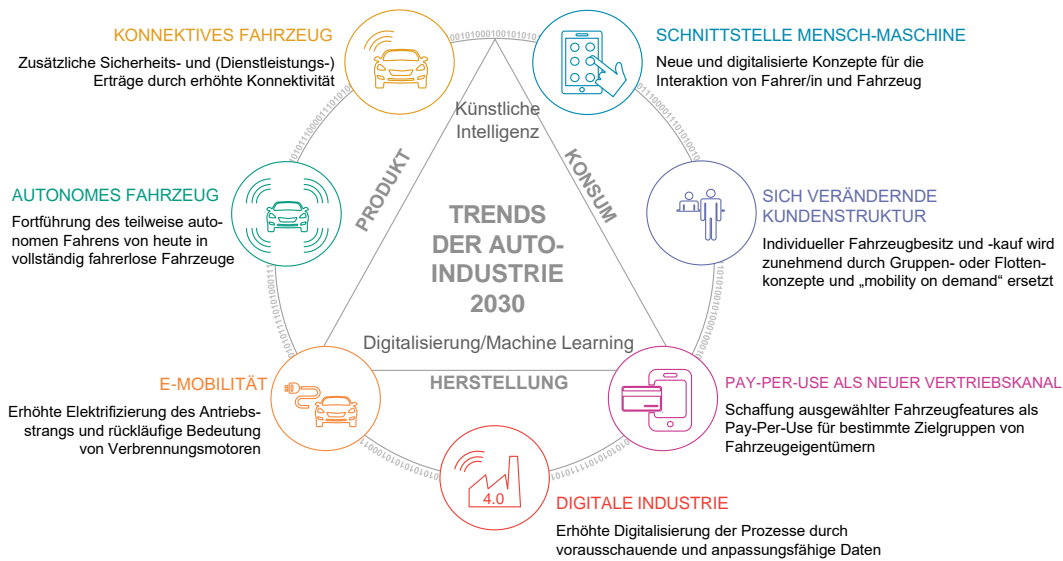 KONNEKTIVES FAHRZEUG
Zusätzliche Sicherheits- und (Dienstleistungs-)
Erträge durch erhöhte Konnektivität
SCHNITTSTELLE MENSCH-MASCHINE
Neue und digitalisierte Konzepte für die
Interaktion von Fahrer/in und Fahrzeug
AUTONOMES FAHRZEUG
Fortführung des teilweise auto-
nomen Fahrens von heute in
vollständig fahrerlose Fahrzeuge
Künstliche
Intelligenz
PRODUKT
KONSUM
TRENDS
DER AUTO-
INDUSTRIE
2030
Digitalisierung/Machine Learning
HERSTELLUNG
SICH VERÄNDERNDE
KUNDENSTRUKTUR
Individueller Fahrzeugbesitz und -kauf wird
zunehmend durch Gruppen- oder Flotten-
konzepte und „mobility on demand“ ersetzt
E-MOBILITÄT
Erhöhte Elektrifizierung des Antriebs-
strangs und rückläufige Bedeutung
von Verbrennungsmotoren
PAY-PER-USE ALS NEUER VERTRIEBSKANAL
Schaffung ausgewählter Fahrzeugfeatures als
Pay-Per-Use für bestimmte Zielgruppen von
Fahrzeugeigentümern
4.0
DIGITALE INDUSTRIE
Erhöhte Digitalisierung der Prozesse durch
vorausschauende und anpassungsfähige Daten